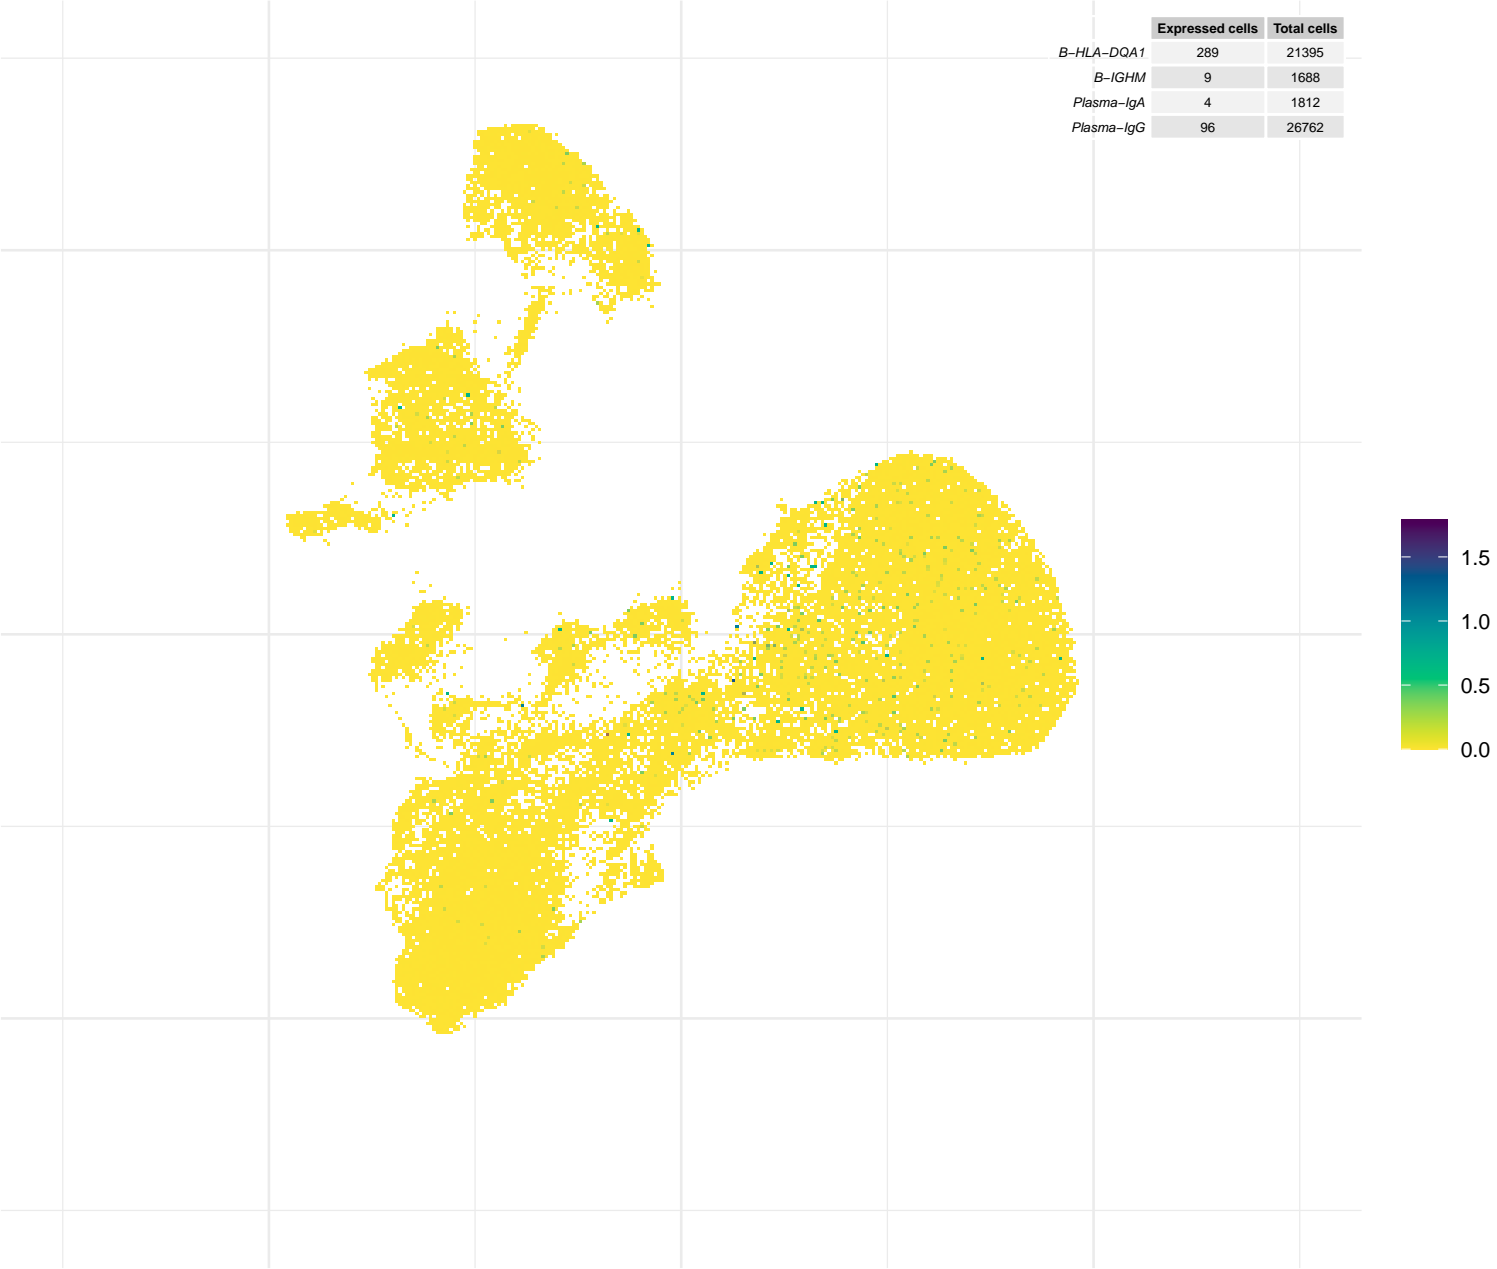 Expressed cells Total cells
B−HLA−DQA1 289 21395
B−IGHM 9 1688
Plasma−IgA 4 1812
Plasma−IgG 96 26762
1.5
1.0
0.5
0.0